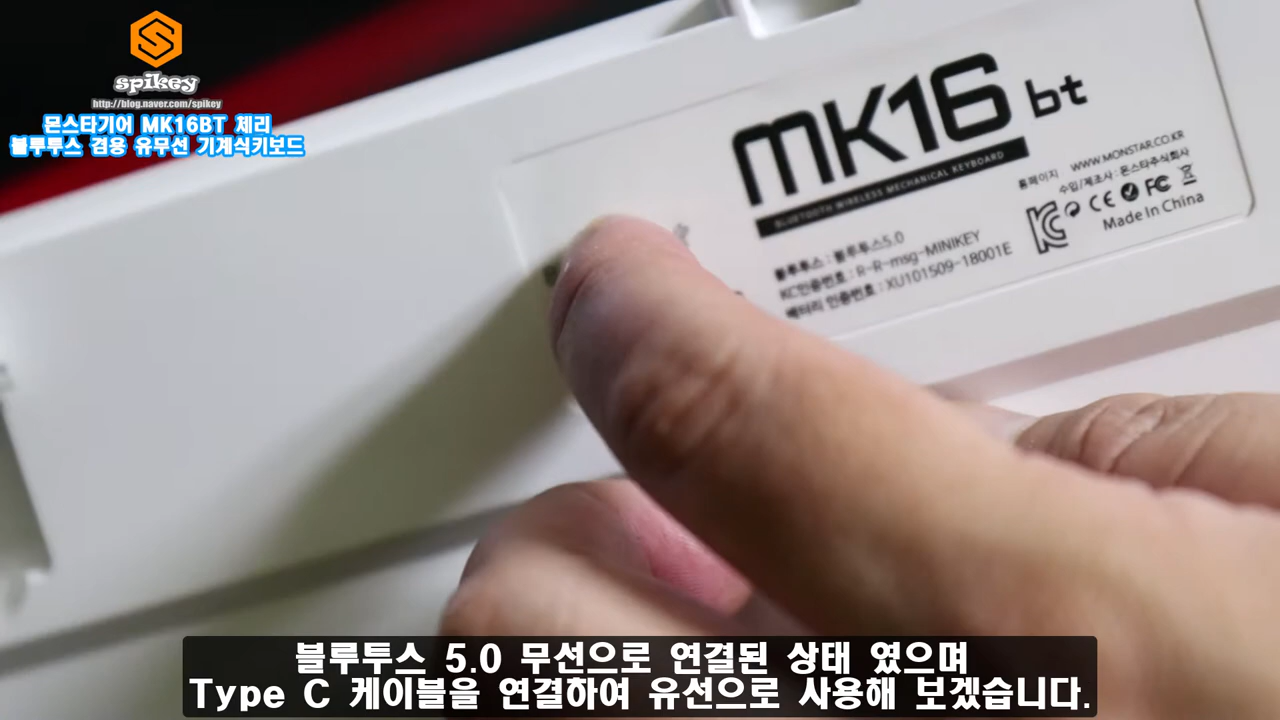 spikey
http://blog.naver.com/spikey
몬스타기어 MK16BT 체리
블루투스 겸용 유무선 기계식키보드
MK16 bt
BLUETOOTH WIRELESS MECHANICAL KEYBOARD
홈페이지 WWW.MONSTAR.CO.KR
수입/제조사 : 몬스타주식회사
블루투스 : 블루투스5.0
KC인증번호 : R-R-msg-MINIKEY
배터리 인증번호 : XU101509-18001E
CE FC
Made In China
블루투스 5.0 무선으로 연결된 상태 였으며
Type C 케이블을 연결하여 유선으로 사용해 보겠습니다.